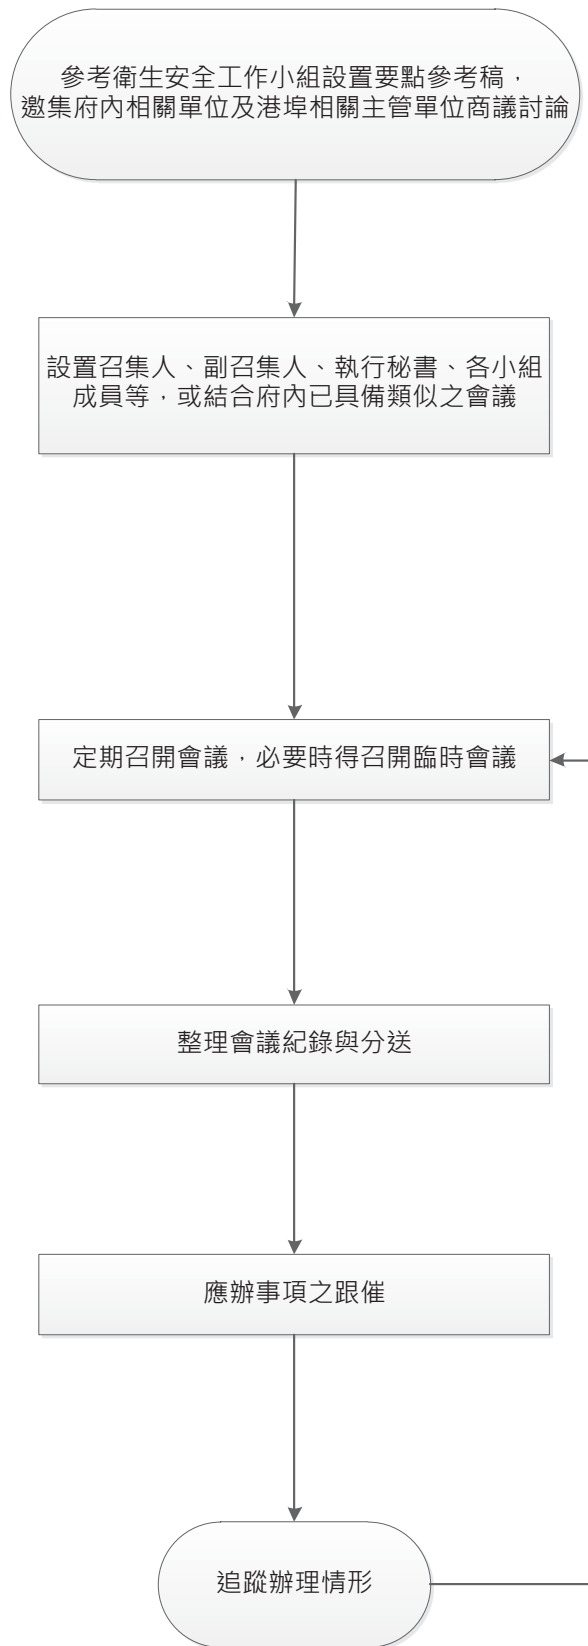 參考衛生安全工作小組設置要點參考稿，
邀集府內相關單位及港埠相關主管單位商議討論
設置召集人、副召集人、執行秘書、各小組
成員等，或結合府內已具備類似之會議
定期召開會議，必要時得召開臨時會議
整理會議紀錄與分送
應辦事項之跟催
追蹤辦理情形